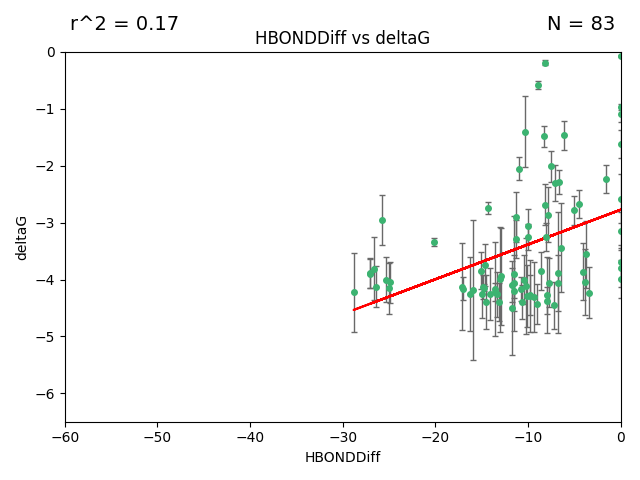 r^2 = 0.17
N = 83
HBONDDiff vs deltaG
deltaG
0
−1
−2
−3
−4
−5
−6
−60
−50
−40
−30
−20
−10
0
HBONDDiff